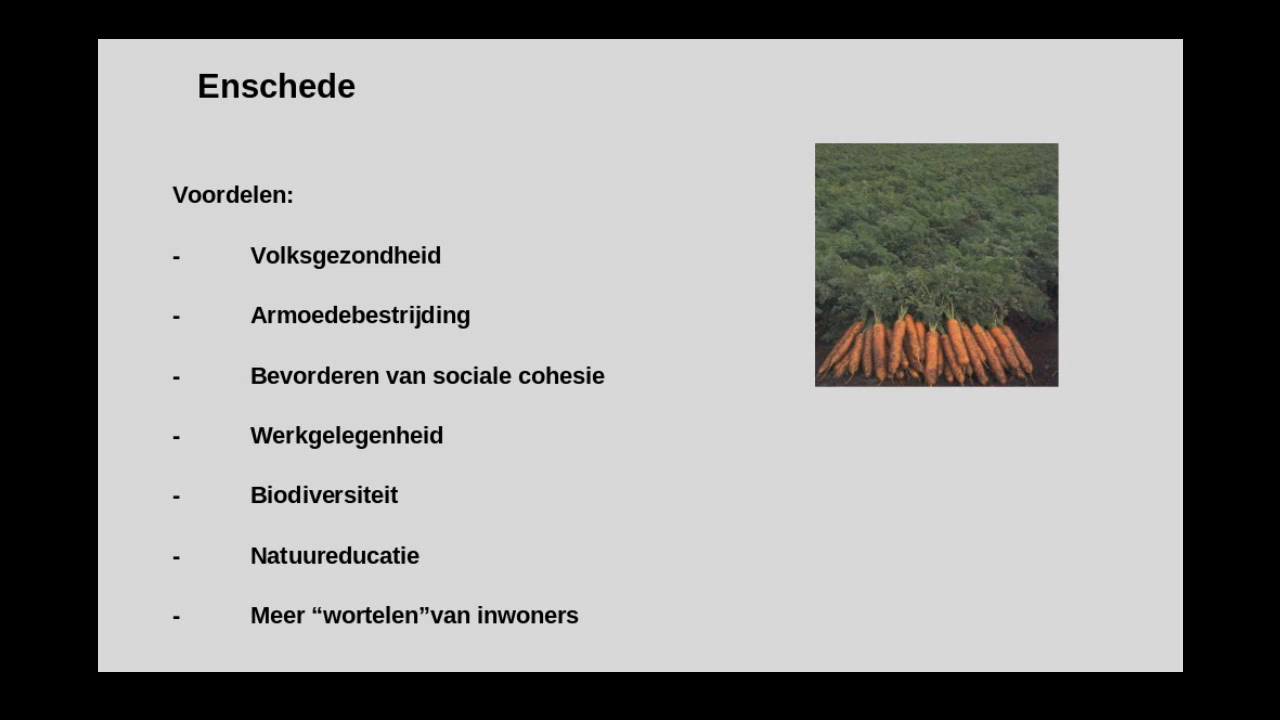 Enschede
Voordelen:
- Volksgezondheid
- Armoedebestrijding
- Bevorderen van sociale cohesie
- Werkgelegenheid
- Biodiversiteit
- Natuureducatie
- Meer “wortelen”van inwoners